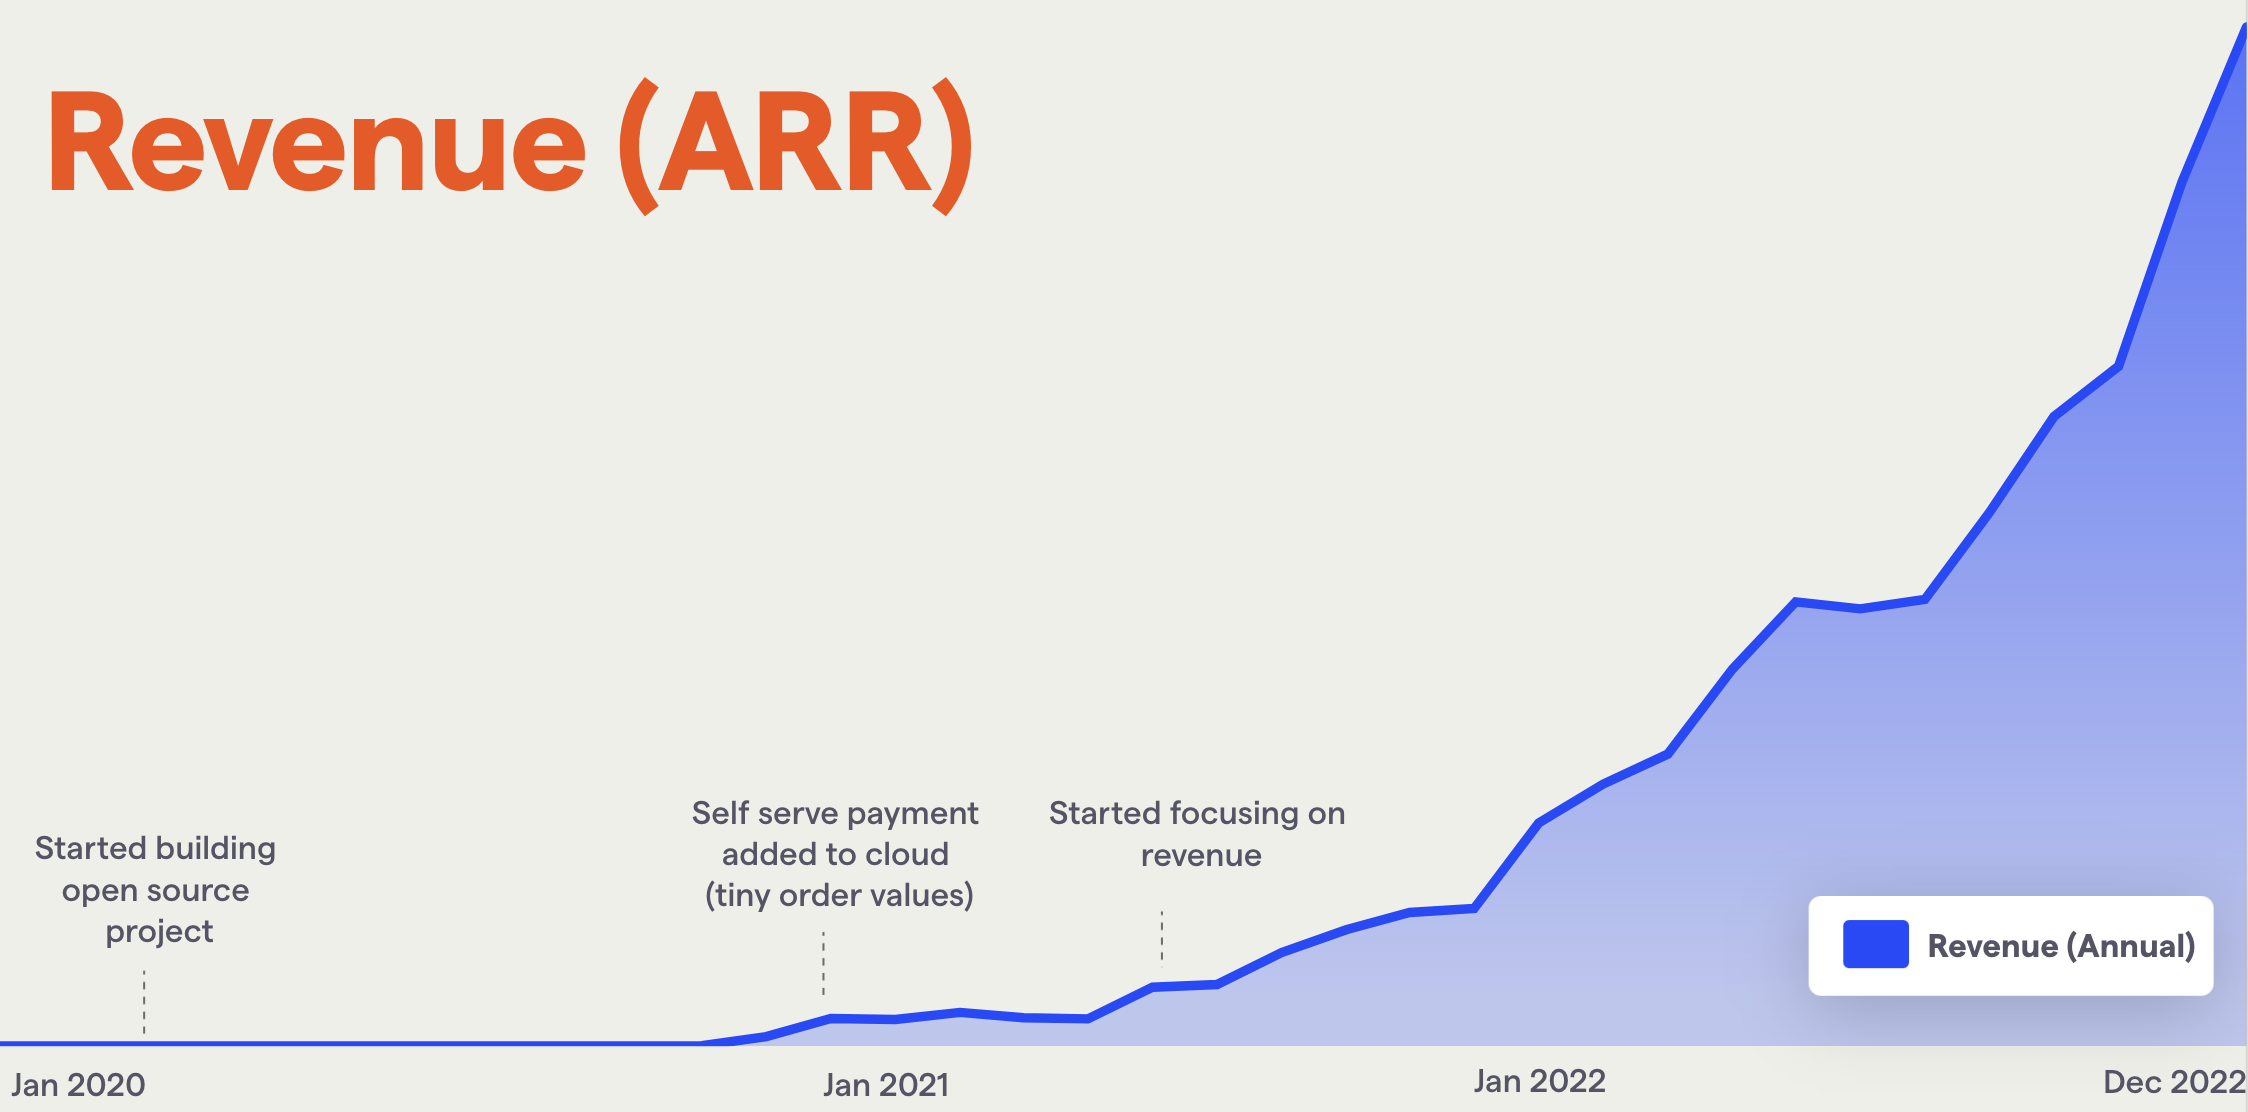 Revenue (ARR)
Started building
open source
project
Self serve payment
added to cloud
(tiny order values)
Started focusing on
revenue
Revenue (Annual)
Jan 2020
Jan 2021
Jan 2022
Dec 2022